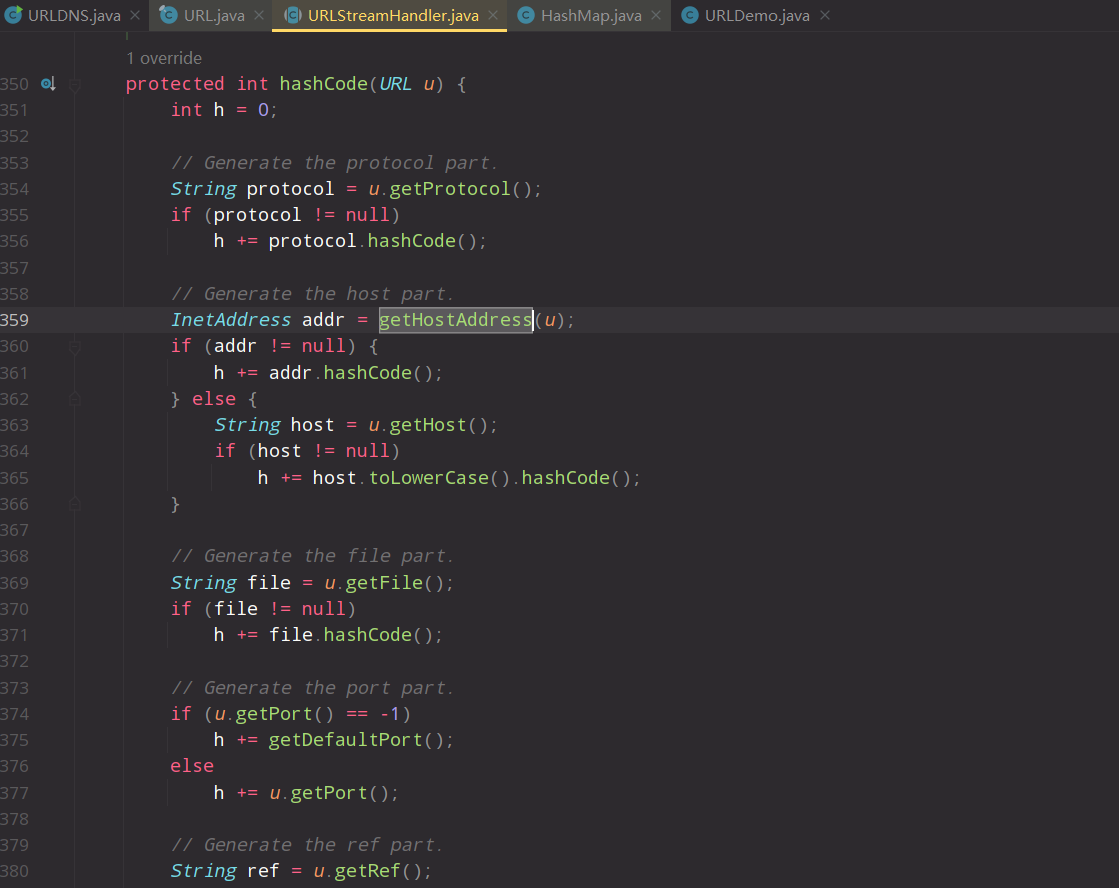 URLDNS.java × URL.java × URLStreamHandler.java × HashMap.java × URLDemo.java ×
1 override
350 protected int hashCode(URL u) {
351 int h = 0;
352
353 // Generate the protocol part.
354 String protocol = u.getProtocol();
355 if (protocol != null)
356 h += protocol.hashCode();
357
358 // Generate the host part.
359 InetAddress addr = getHostAddress(u);
360 if (addr != null) {
361 h += addr.hashCode();
362 } else {
363 String host = u.getHost();
364 if (host != null)
365 h += host.toLowerCase().hashCode();
366 }
367
368 // Generate the file part.
369 String file = u.getFile();
370 if (file != null)
371 h += file.hashCode();
372
373 // Generate the port part.
374 if (u.getPort() == -1)
375 h += getDefaultPort();
376 else
377 h += u.getPort();
378
379 // Generate the ref part.
380 String ref = u.getRef();